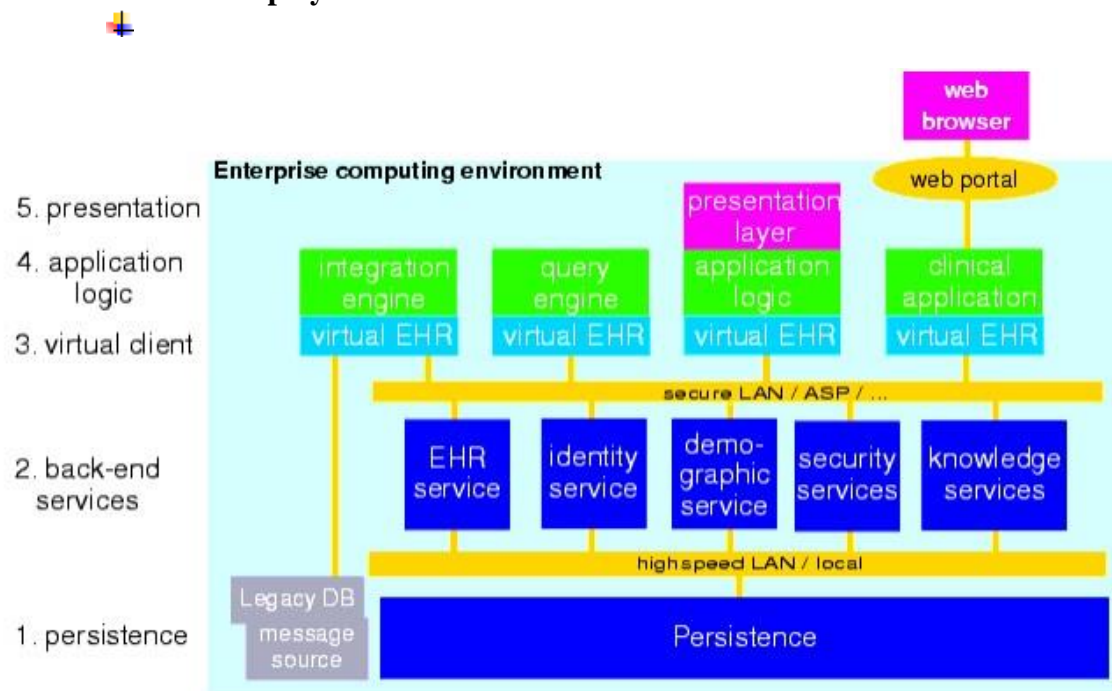 web
browser
Enterprise computing environment
web portal
5. presentation
presentation
layer
4. application
logic
integration
engine
query
engine
application
logic
clinical
application
3. virtual client
virtual EHR
virtual EHR
virtual EHR
virtual EHR
secure LAN / ASP / ...
2. back-end
services
EHR
service
identity
service
demo-
graphic
service
security
services
knowledge
services
highspeed LAN / local
Legacy DB
1. persistence
message
source
Persistence